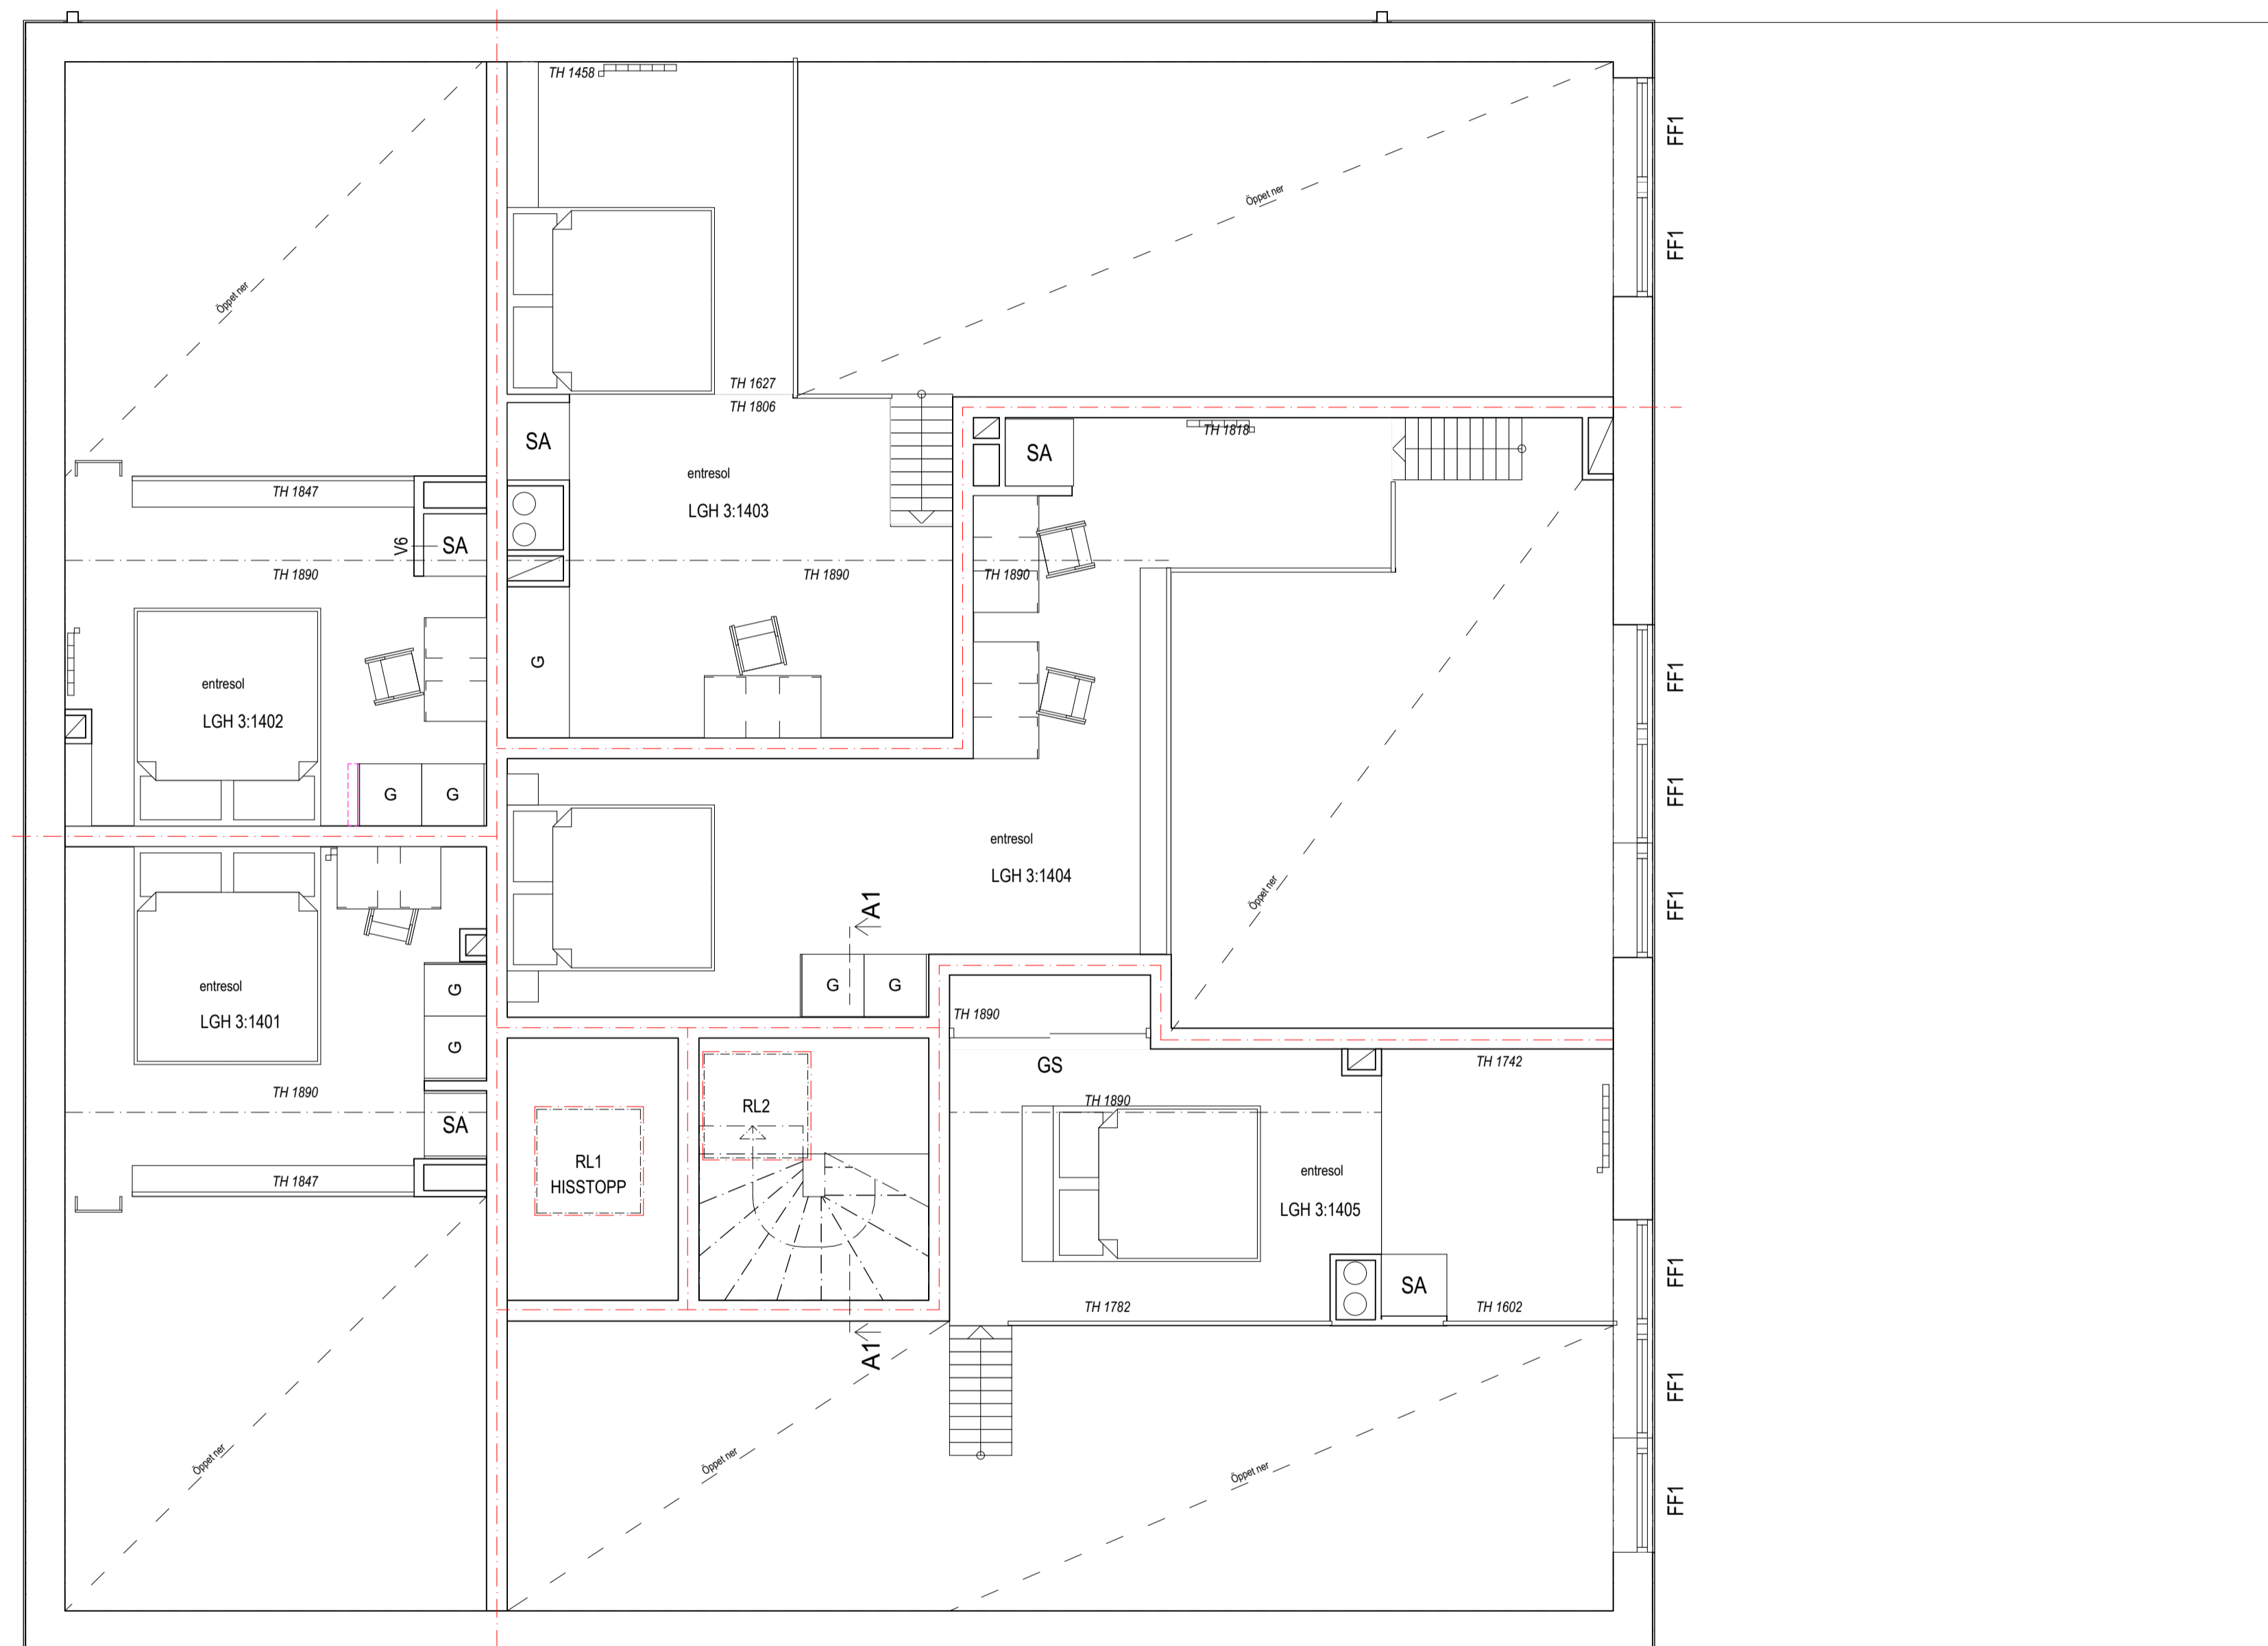 TH 1458
FF1
Öppet ner
FF1
Öppet ner
TH 1627
TH 1806
SA
entresol
LGH 3:1403
SA
TH 1818
TH 1847
V6
SA
TH 1890
TH 1890
TH 1890
G
entresol
LGH 3:1402
FF1
G
G
FF1
entresol
LGH 3:1404
Öppet ner
FF1
A1
entresol
LGH 3:1401
G
G
G
G
TH 1890
GS
TH 1742
TH 1890
TH 1890
SA
RL2
RL1
HISSTOPP
TH 1847
entresol
LGH 3:1405
FF1
SA
TH 1782
TH 1602
A1
FF1
Öppet ner
Öppet ner
Öppet ner
FF1